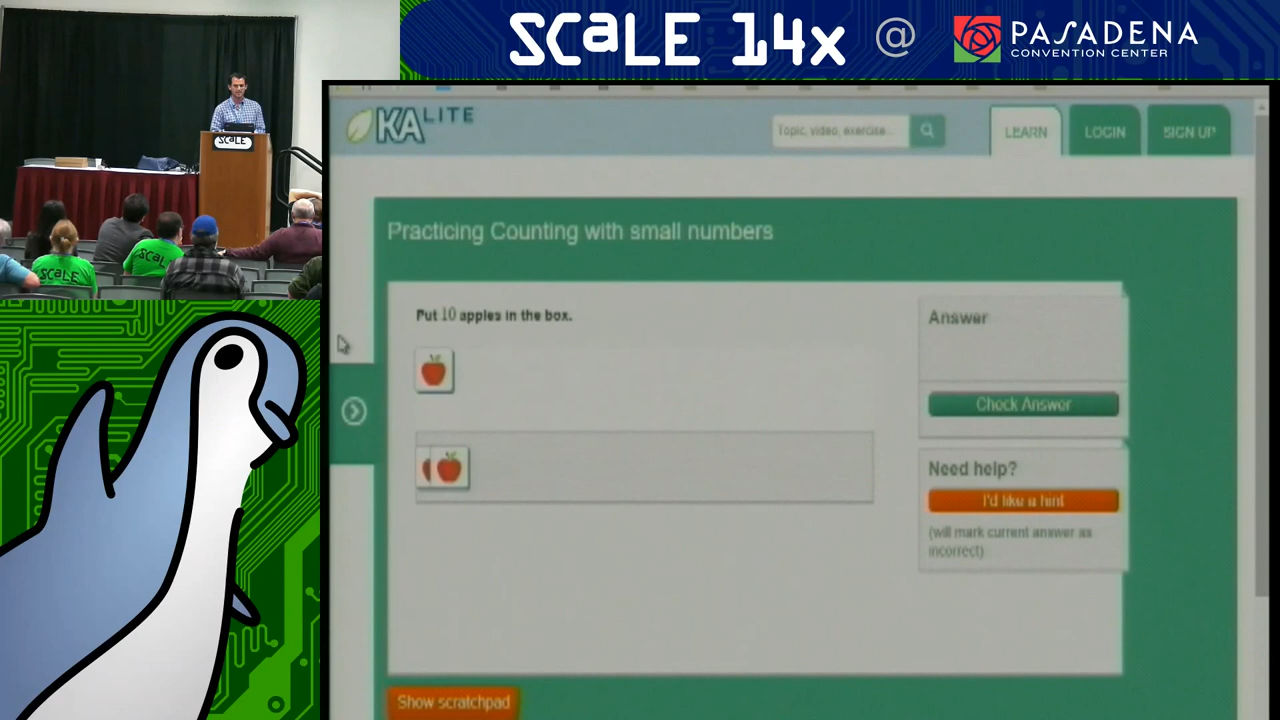 SCALE 14x @ PASADENA
CONVENTION CENTER
SCALE
SCALE
SCALE
KA LITE
Topic, video, exercise...
LEARN
LOGIN
SIGN UP
Practicing Counting with small numbers
Put 10 apples in the box.
Answer
Check Answer
Need help?
I'd like a hint
(will mark current answer as
incorrect)
Show scratchpad